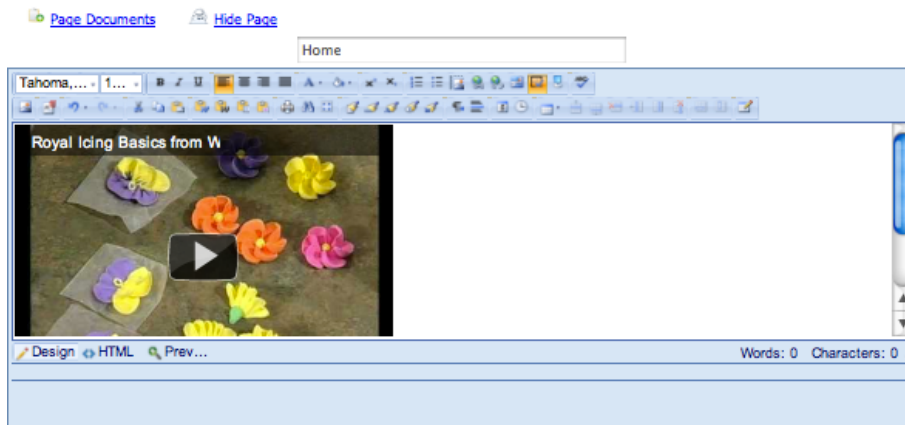 Page Documents Hide Page
Home
Tahoma,... 1...
B I U A
Royal Icing Basics from W
Design HTML Prev...
Words: 0 Characters: 0